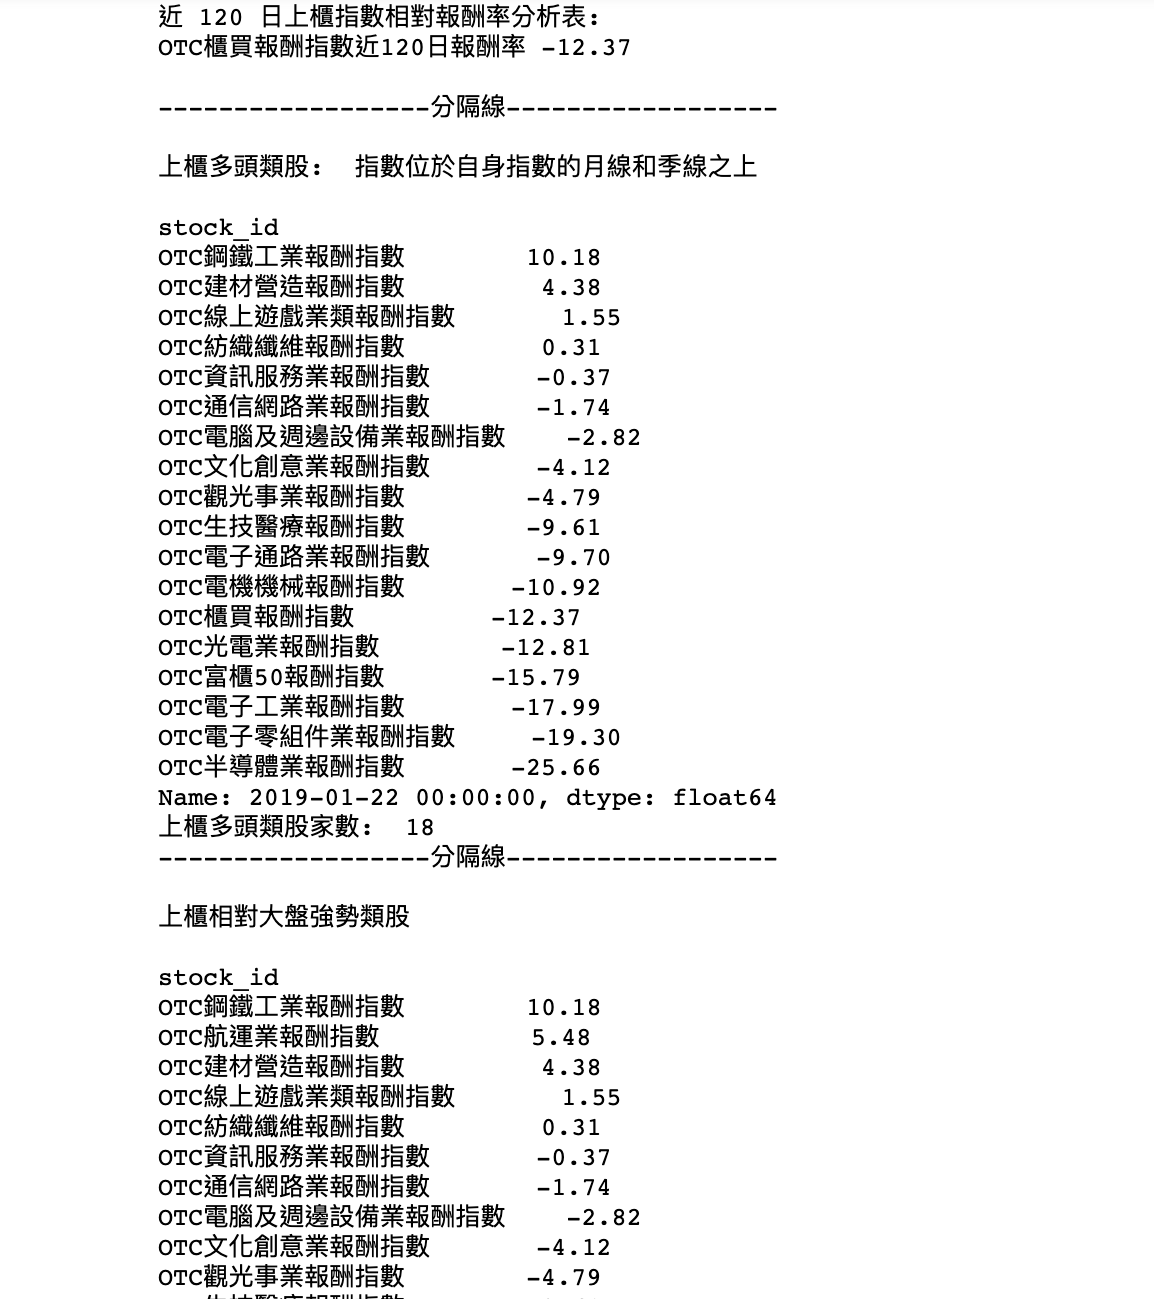 近 120 日上櫃指數相對報酬率分析表：
OTC櫃買報酬指數近120日報酬率 -12.37
------------------分隔線------------------
上櫃多頭類股： 指數位於自身指數的月線和季線之上
stock_id
OTC鋼鐵工業報酬指數 10.18
OTC建材營造報酬指數 4.38
OTC線上遊戲業類報酬指數 1.55
OTC紡織纖維報酬指數 0.31
OTC資訊服務業報酬指數 -0.37
OTC通信網路業報酬指數 -1.74
OTC電腦及週邊設備業報酬指數 -2.82
OTC文化創意業報酬指數 -4.12
OTC觀光事業報酬指數 -4.79
OTC生技醫療報酬指數 -9.61
OTC電子通路業報酬指數 -9.70
OTC電機機械報酬指數 -10.92
OTC櫃買報酬指數 -12.37
OTC光電業報酬指數 -12.81
OTC富櫃50報酬指數 -15.79
OTC電子工業報酬指數 -17.99
OTC電子零組件業報酬指數 -19.30
OTC半導體業報酬指數 -25.66
Name: 2019-01-22 00:00:00, dtype: float64
上櫃多頭類股家數： 18
------------------分隔線------------------
上櫃相對大盤強勢類股
stock_id
OTC鋼鐵工業報酬指數 10.18
OTC航運業報酬指數 5.48
OTC建材營造報酬指數 4.38
OTC線上遊戲業類報酬指數 1.55
OTC紡織纖維報酬指數 0.31
OTC資訊服務業報酬指數 -0.37
OTC通信網路業報酬指數 -1.74
OTC電腦及週邊設備業報酬指數 -2.82
OTC文化創意業報酬指數 -4.12
OTC觀光事業報酬指數 -4.79